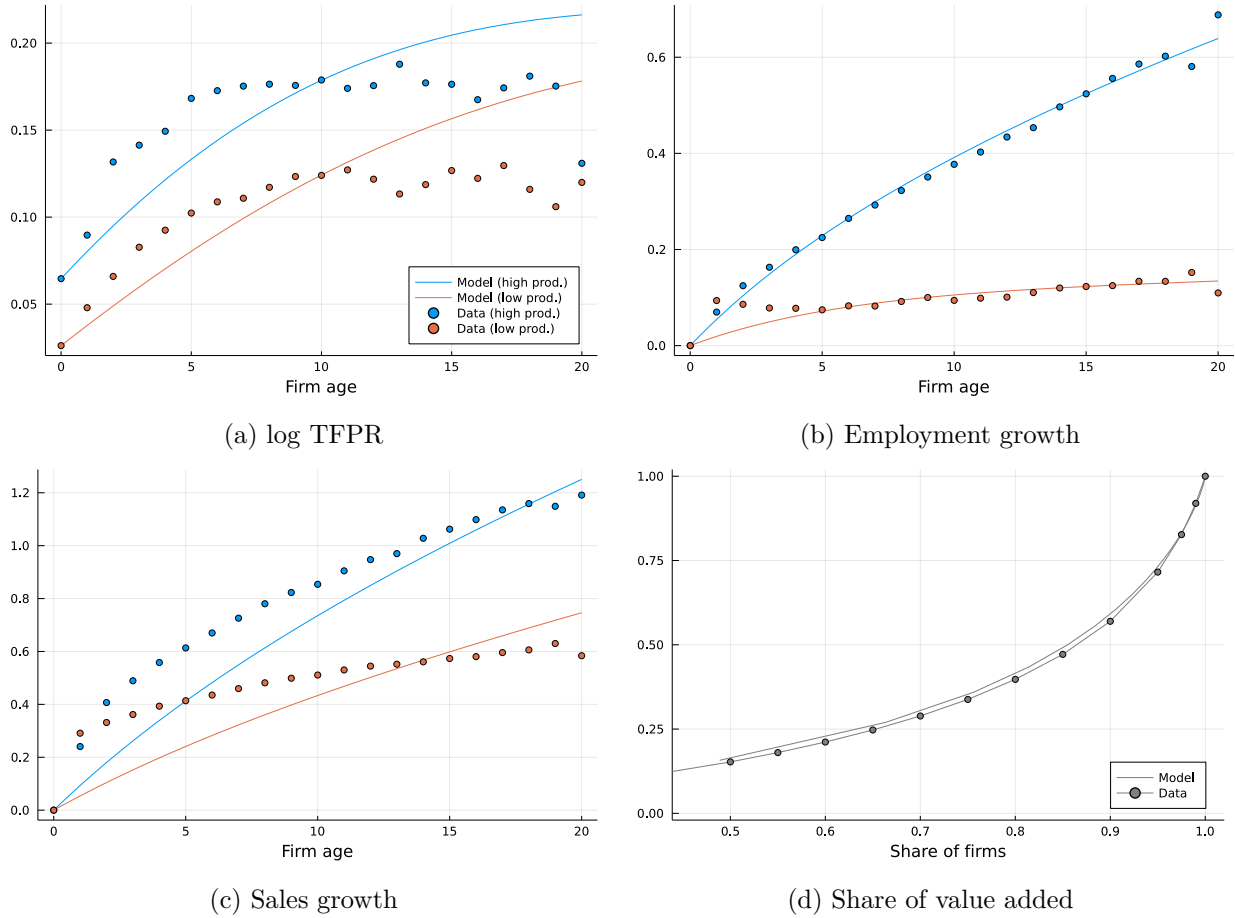 0.20
0.15
0.10
0.05
0 5 10 15 20
Firm age
Model (high prod.)
Model (low prod.)
Data (high prod.)
Data (low prod.)
(a) log TFPR
0.6
0.4
0.2
0.0
0 5 10 15 20
Firm age
(b) Employment growth
1.2
1.0
0.8
0.6
0.4
0.2
0.0
0 5 10 15 20
Firm age
(c) Sales growth
1.00
0.75
0.50
0.25
0.00
0.5 0.6 0.7 0.8 0.9 1.0
Share of firms
Model
Data
(d) Share of value added